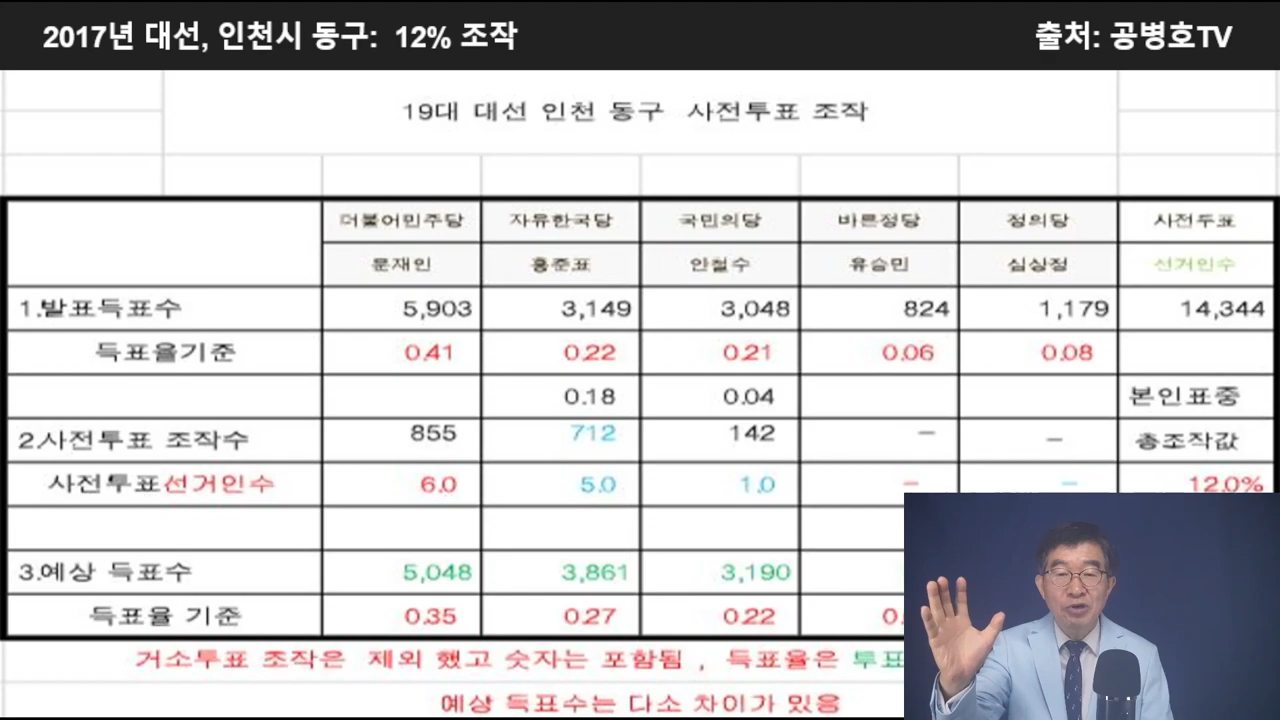 2017년 대선, 인천시 동구: 12% 조작 출처: 공병호TV
19대 대선 인천 동구 사전투표 조작
더불어민주당 자유한국당 국민의당 바른정당 정의당 사전투표
문재인 홍준표 안철수 유승민 심상정 선거인수
1.발표득표수 5,903 3,149 3,048 824 1,179 14,344
득표율기준 0.41 0.22 0.21 0.06 0.08
0.18 0.04 본인표중
2.사전투표 조작수 855 712 142 – – 총조작값
사전투표선거인수 6.0 5.0 1.0 – – 12.0%
3.예상 득표수 5,048 3,861 3,190
득표율 기준 0.35 0.27 0.22 0.
거소투표 조작은 제외 했고 숫자는 포함됨 , 득표율은 투표
예상 득표수는 다소 차이가 있음